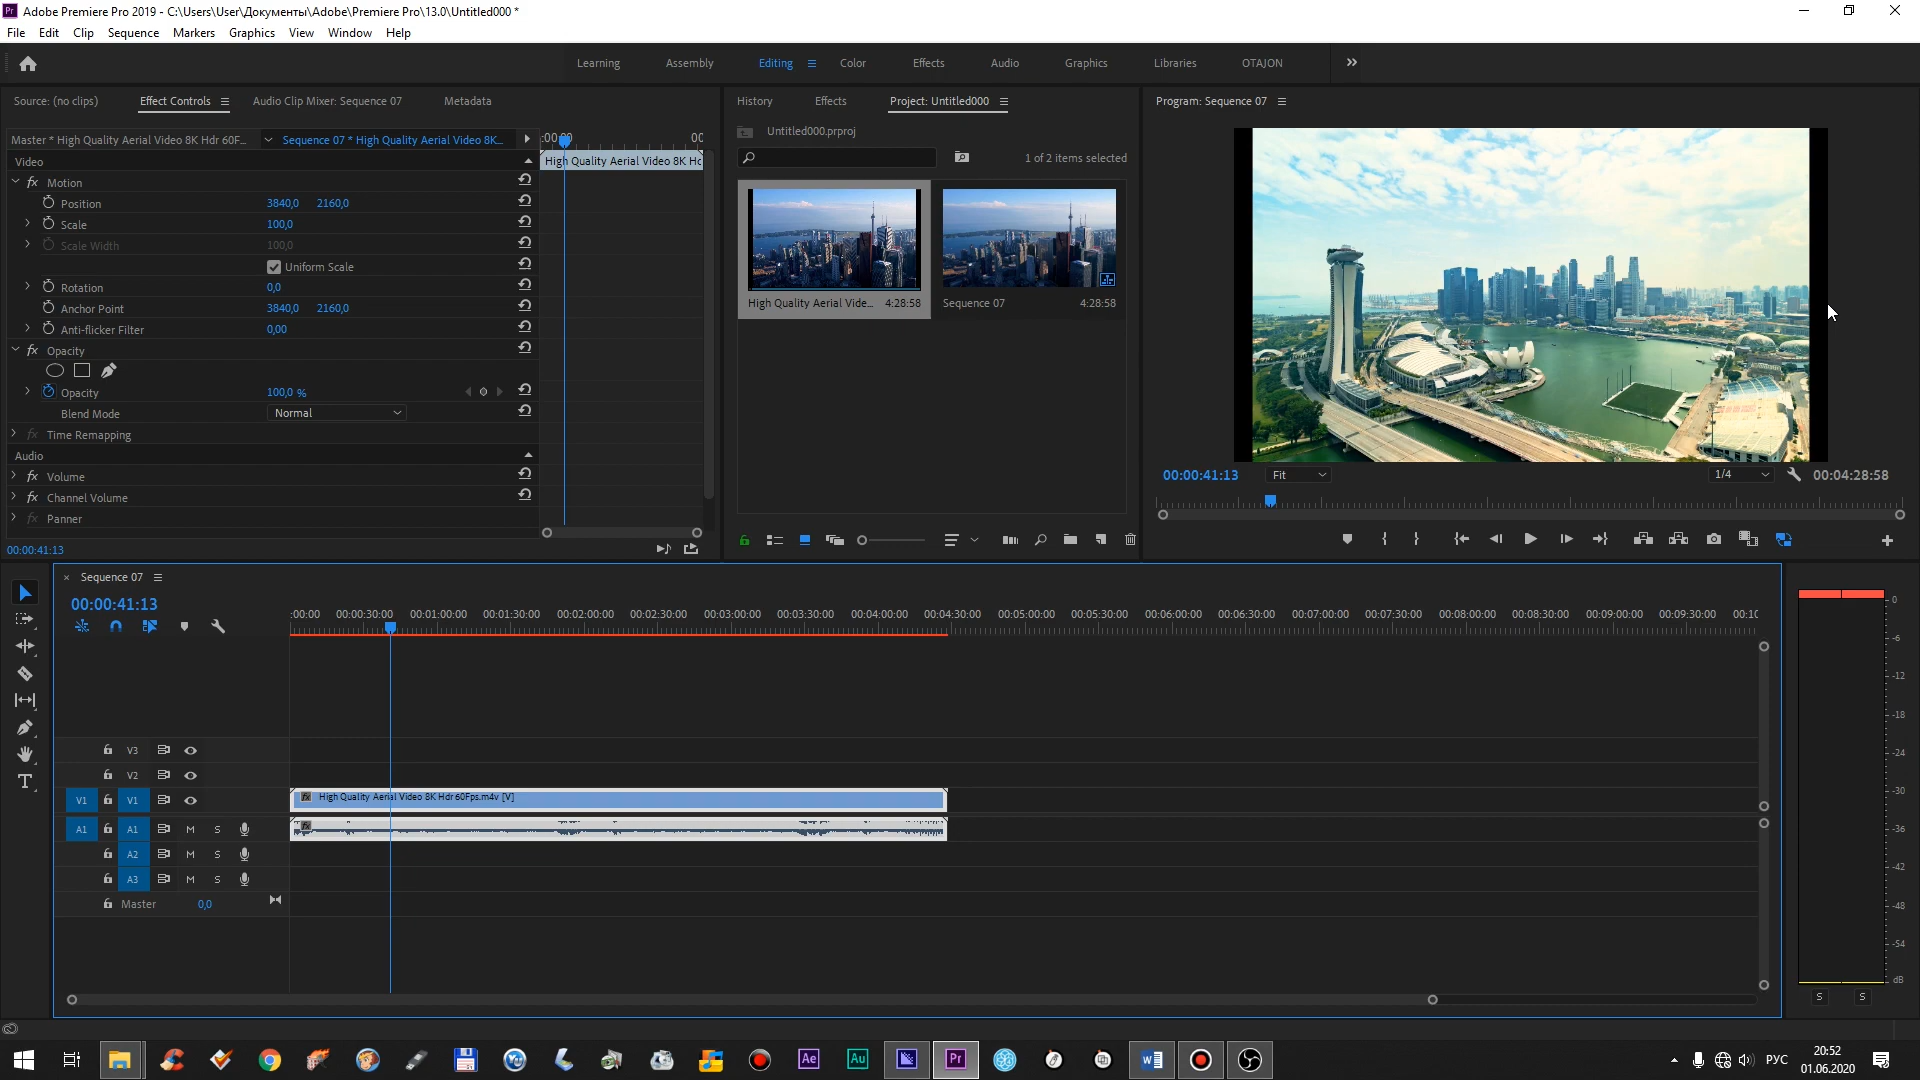 Adobe Premiere Pro 2019 - C:\Users\User\Документы\Adobe\Premiere Pro\13.0\Untitled000 *
File Edit Clip Sequence Markers Graphics View Window Help
Learning Assembly Editing Color Effects Audio Graphics Libraries OTAJON
Source: (no clips) Effect Controls Audio Clip Mixer: Sequence 07 Metadata
Master * High Quality Aerial Video 8K Hdr 60F... Sequence 07 * High Quality Aerial Video 8K...
:00:00 00
Video
High Quality Aerial Video 8K Hc
Motion
Position 3840,0 2160,0
Scale 100,0
Scale Width 100,0
Uniform Scale
Rotation 0,0
Anchor Point 3840,0 2160,0
Anti-flicker Filter 0,00
Opacity
Opacity 100,0 %
Blend Mode Normal
Time Remapping
Audio
Volume
Channel Volume
Panner
00:00:41:13
History Effects Project: Untitled000
Untitled000.prproj
1 of 2 items selected
High Quality Aerial Vide... 4:28:58
Sequence 07 4:28:58
Program: Sequence 07
00:00:41:13 Fit 1/4 00:04:28:58
Sequence 07
00:00:41:13
:00:00 00:00:30:00 00:01:00:00 00:01:30:00 00:02:00:00 00:02:30:00 00:03:00:00 00:03:30:00 00:04:00:00 00:04:30:00 00:05:00:00 00:05:30:00 00:06:00:00 00:06:30:00 00:07:00:00 00:07:30:00 00:08:00:00 00:08:30:00 00:09:00:00 00:09:30:00 00:10
V3
V2
V1 V1 High Quality Aerial Video 8K Hdr 60Fps.m4v [V]
A1 A1 M S
A2 M S
A3 M S
Master 0,0
0
-6
-12
-18
-24
-30
-36
-42
-48
-54
dB
S S
Ae Au Pr
РУС
20:52
01.06.2020